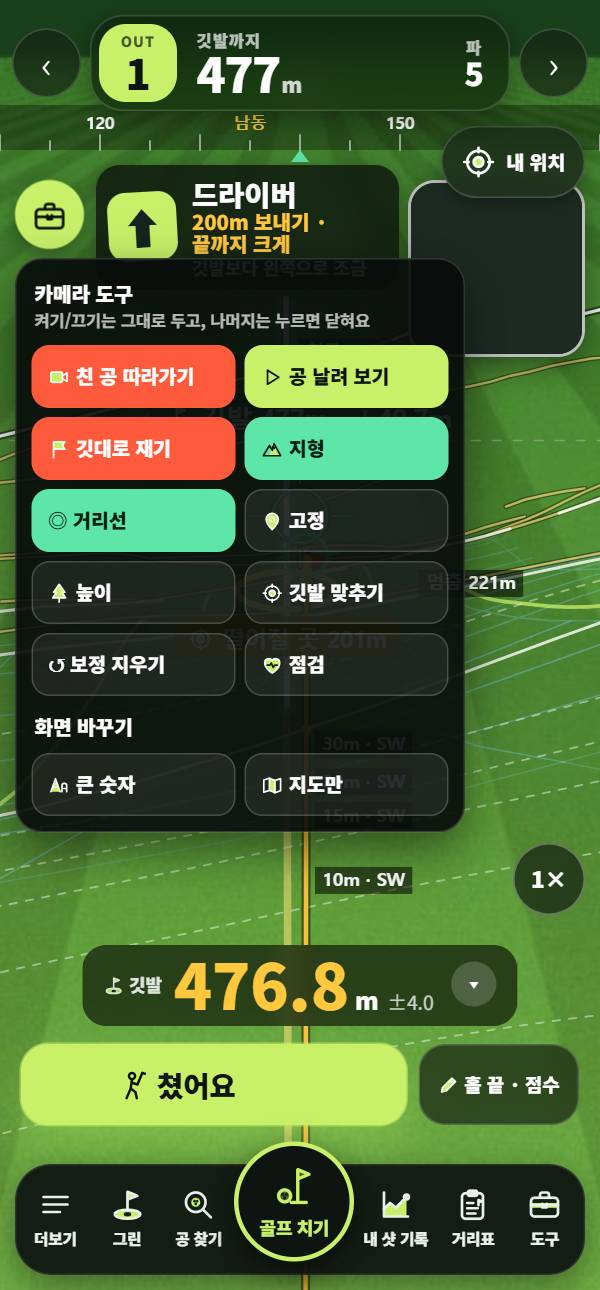 OUT
1
깃발까지
477m
파
5
120
남동
150
내 위치
드라이버
200m 보내기 ·
끝까지 크게
깃발보다 왼쪽으로 조금
카메라 도구
켜기/끄기는 그대로 두고, 나머지는 누르면 닫혀요
친 공 따라가기
공 날려 보기
깃대로 재기
지형
거리선
고정
높이
깃발 맞추기
멈춤 221m
떨어질 곳 201m
보정 지우기
점검
화면 바꾸기
30m · SW
큰 숫자
지도만
15m · SW
10m · SW
1×
깃발 476.8 m ±4.0
쳤어요
홀 끝 · 점수
더보기
그린
공 찾기
골프 치기
내 샷 기록
거리표
도구